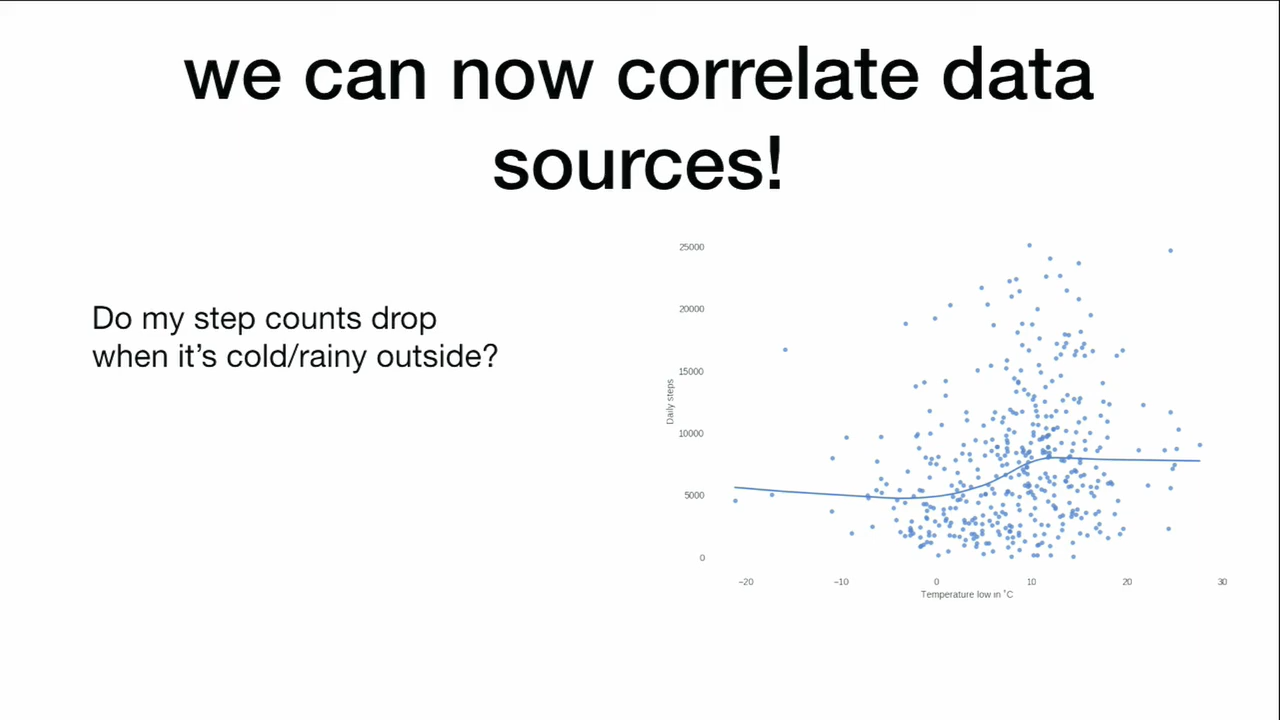 we can now correlate data
sources!
Do my step counts drop
when it's cold/rainy outside?
25000
20000
15000
10000
5000
0
Daily steps
−20
−10
0
10
20
30
Temperature low in ˚C